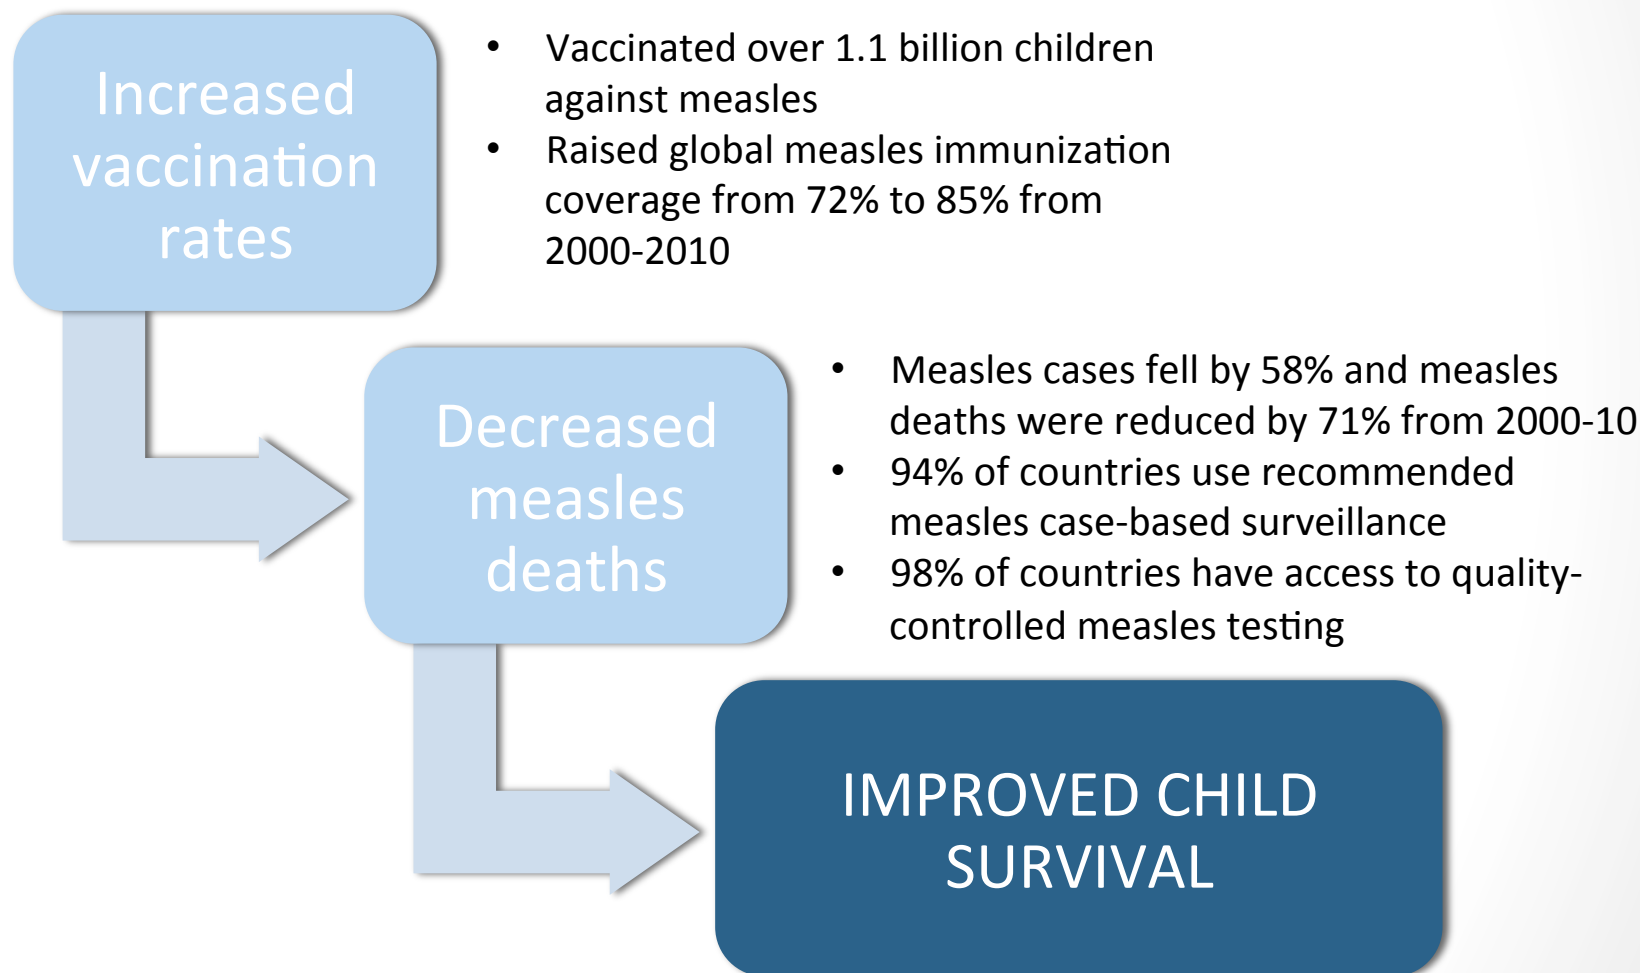 Increased
vaccination
rates
• Vaccinated over 1.1 billion children
against measles
• Raised global measles immunization
coverage from 72% to 85% from
2000-2010
Decreased
measles
deaths
• Measles cases fell by 58% and measles
deaths were reduced by 71% from 2000-10
• 94% of countries use recommended
measles case-based surveillance
• 98% of countries have access to quality-
controlled measles testing
IMPROVED CHILD
SURVIVAL